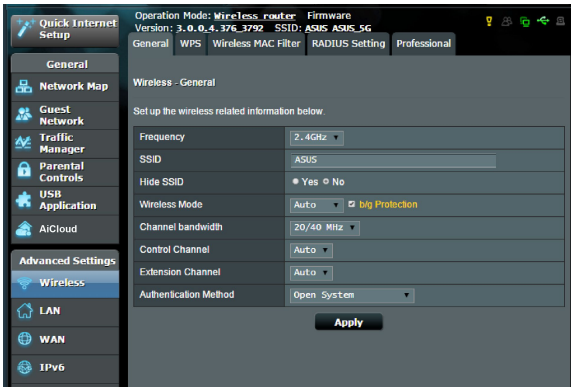 Quick Internet
Setup
Operation Mode: Wireless router Firmware
Version: 3.0.0.4.376_3792 SSID: ASUS ASUS_5G
General WPS Wireless MAC Filter RADIUS Setting Professional
General
Network Map
Guest
Network
Traffic
Manager
Parental
Controls
USB
Application
AiCloud
Advanced Settings
Wireless
LAN
WAN
IPv6
Wireless - General
Set up the wireless related information below.
Frequency 2.4GHz
SSID ASUS
Hide SSID Yes No
Wireless Mode Auto b/g Protection
Channel bandwidth 20/40 MHz
Control Channel Auto
Extension Channel Auto
Authentication Method Open System
Apply